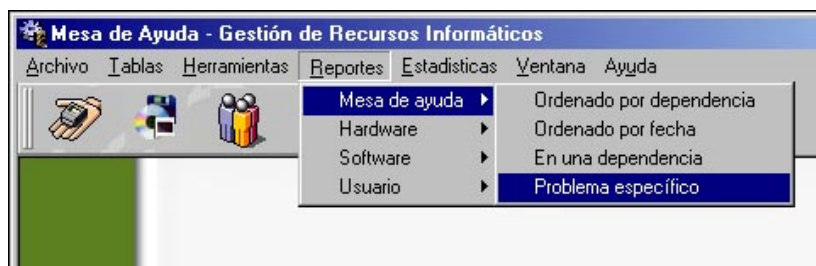 Mesa de Ayuda - Gestión de Recursos Informáticos
Archivo Tablas Herramientas Reportes Estadisticas Ventana Ayuda
Mesa de ayuda
Hardware
Software
Usuario
Ordenado por dependencia
Ordenado por fecha
En una dependencia
Problema específico